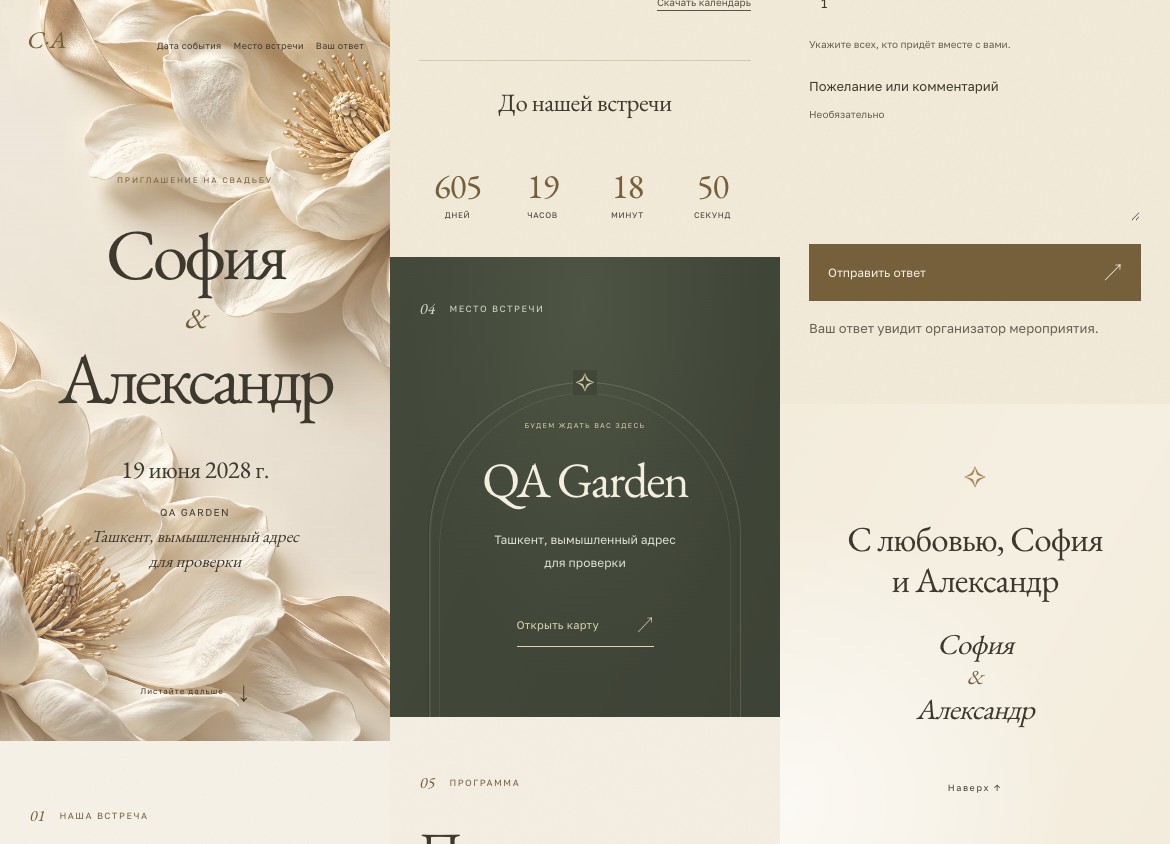 С·А
Дата события Место встречи Ваш ответ
ПРИГЛАШЕНИЕ НА СВАДЬБУ
София
&
Александр
19 июня 2028 г.
QA GARDEN
Ташкент, вымышленный адрес
для проверки
Листайте дальше ↓
01 НАША ВСТРЕЧА
Скачать календарь
До нашей встречи
605 19 18 50
ДНЕЙ ЧАСОВ МИНУТ СЕКУНД
04 МЕСТО ВСТРЕЧИ
БУДЕМ ЖДАТЬ ВАС ЗДЕСЬ
QA Garden
Ташкент, вымышленный адрес
для проверки
Открыть карту
05 ПРОГРАММА
1
Укажите всех, кто придёт вместе с вами.
Пожелание или комментарий
Необязательно
Отправить ответ
Ваш ответ увидит организатор мероприятия.
С любовью, София
и Александр
София
&
Александр
Наверх ↑